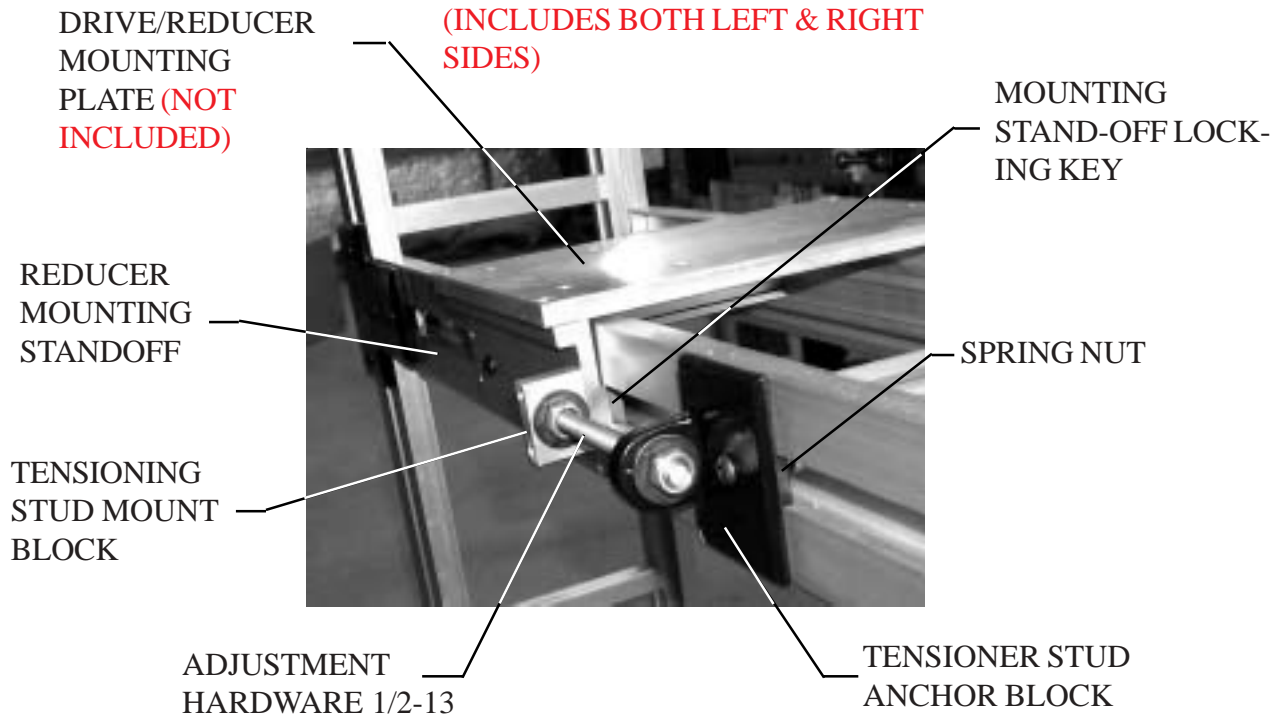 DRIVE/REDUCER
MOUNTING
PLATE (NOT
INCLUDED)
(INCLUDES BOTH LEFT & RIGHT
SIDES)
MOUNTING
STAND-OFF LOCK-
ING KEY
REDUCER
MOUNTING
STANDOFF
SPRING NUT
TENSIONING
STUD MOUNT
BLOCK
ADJUSTMENT
HARDWARE 1/2-13
TENSIONER STUD
ANCHOR BLOCK